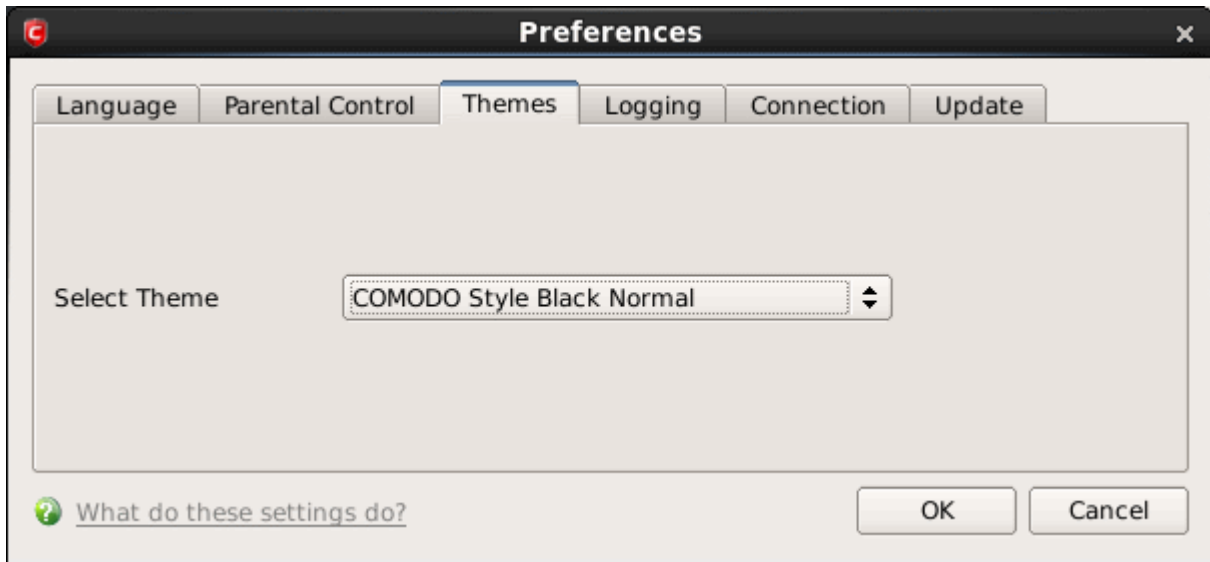 Preferences
Language Parental Control Themes Logging Connection Update
Select Theme COMODO Style Black Normal
What do these settings do? OK Cancel